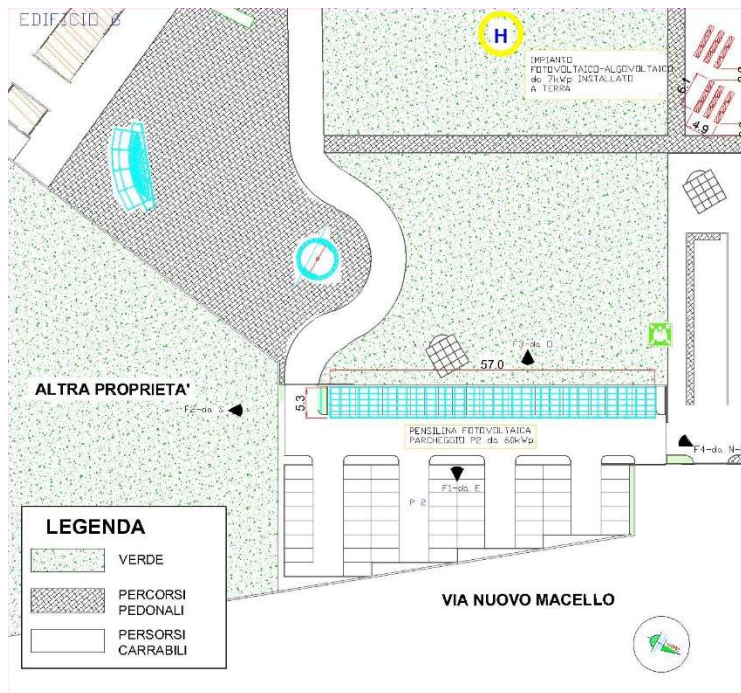 EDIFICIO 6
H
IMPIANTO
FOTOVOLTAICO-ALGOVOLTAICO
da 7kWp INSTALLATO
A TERRA
6.1
4.9
F3-da O
57.0
5.3
ALTRA PROPRIETA'
F2-da S
PENSILINA FOTOVOLTAICA
PARCHEGGIO P2 da 60kWp
F4-da N-
F1-da E
P 2
LEGENDA
VERDE
PERCORSI
PEDONALI
PERSORSI
CARRABILI
VIA NUOVO MACELLO